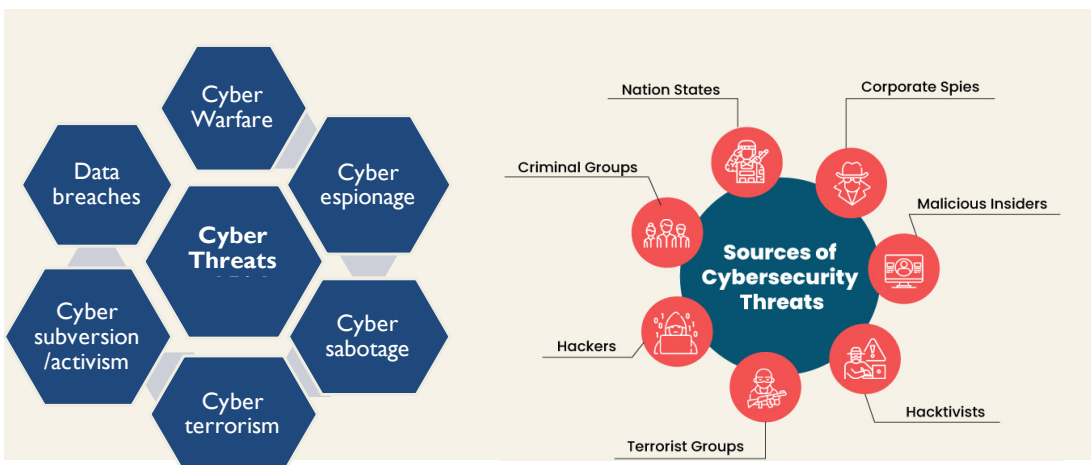 Cyber
Warfare
Data
breaches
Cyber
espionage
Cyber
Threats
Cyber
subversion
/activism
Cyber
sabotage
Cyber
terrorism
Nation States
Corporate Spies
Criminal Groups
Malicious Insiders
Sources of
Cybersecurity
Threats
Hackers
Hacktivists
Terrorist Groups